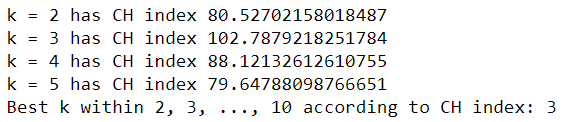 k = 2 has CH index 80.52702158018487
k = 3 has CH index 102.7879218251784
k = 4 has CH index 88.12132612610755
k = 5 has CH index 79.64788098766651
Best k within 2, 3, ..., 10 according to CH index: 3